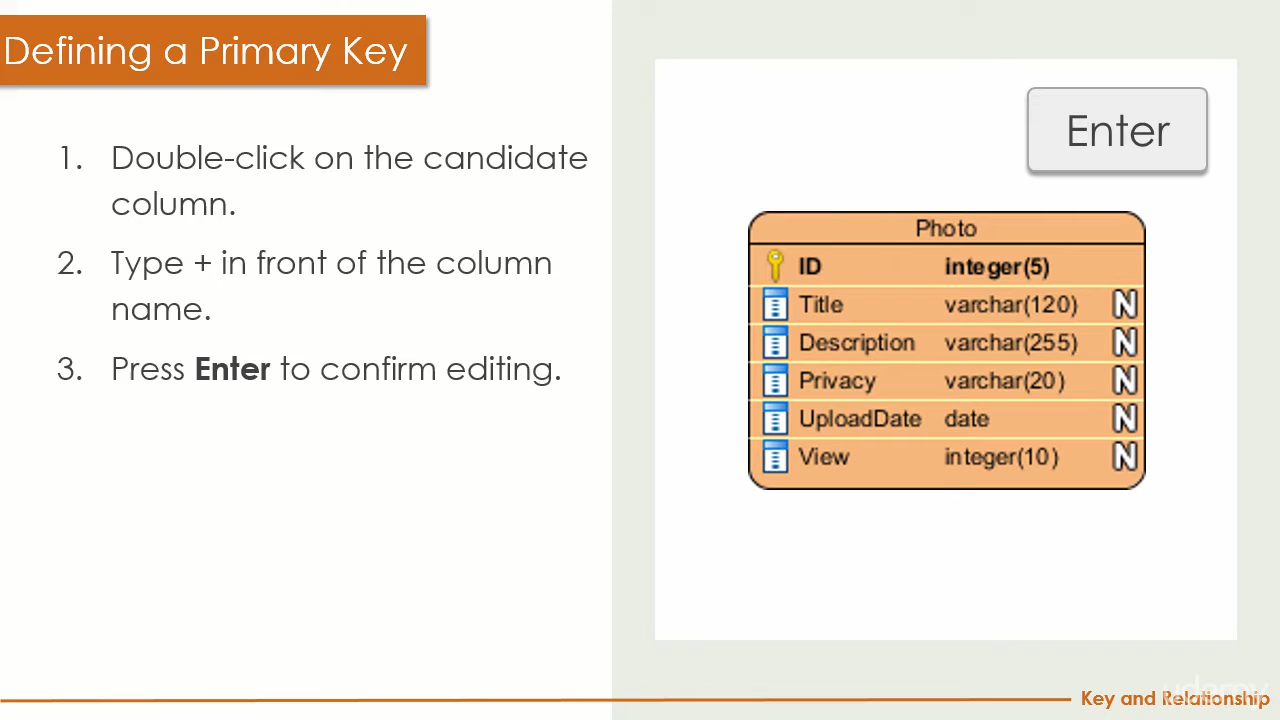 Defining a Primary Key
1. Double-click on the candidate
column.
2. Type + in front of the column
name.
3. Press Enter to confirm editing.
Enter
Photo
ID integer(5)
Title varchar(120) N
Description varchar(255) N
Privacy varchar(20) N
UploadDate date N
View integer(10) N
udemy
Key and Relationship